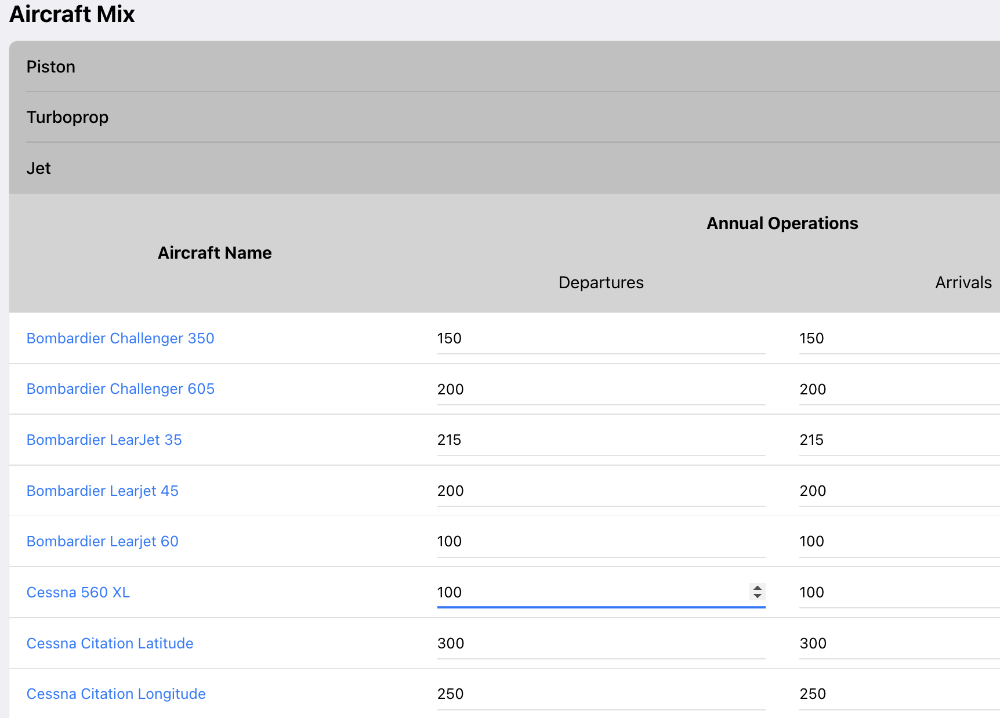 Aircraft Mix
Piston
Turboprop
Jet
Annual Operations
Aircraft Name
Departures Arrivals
Bombardier Challenger 350 150 150
Bombardier Challenger 605 200 200
Bombardier LearJet 35 215 215
Bombardier Learjet 45 200 200
Bombardier Learjet 60 100 100
Cessna 560 XL 100 100
Cessna Citation Latitude 300 300
Cessna Citation Longitude 250 250